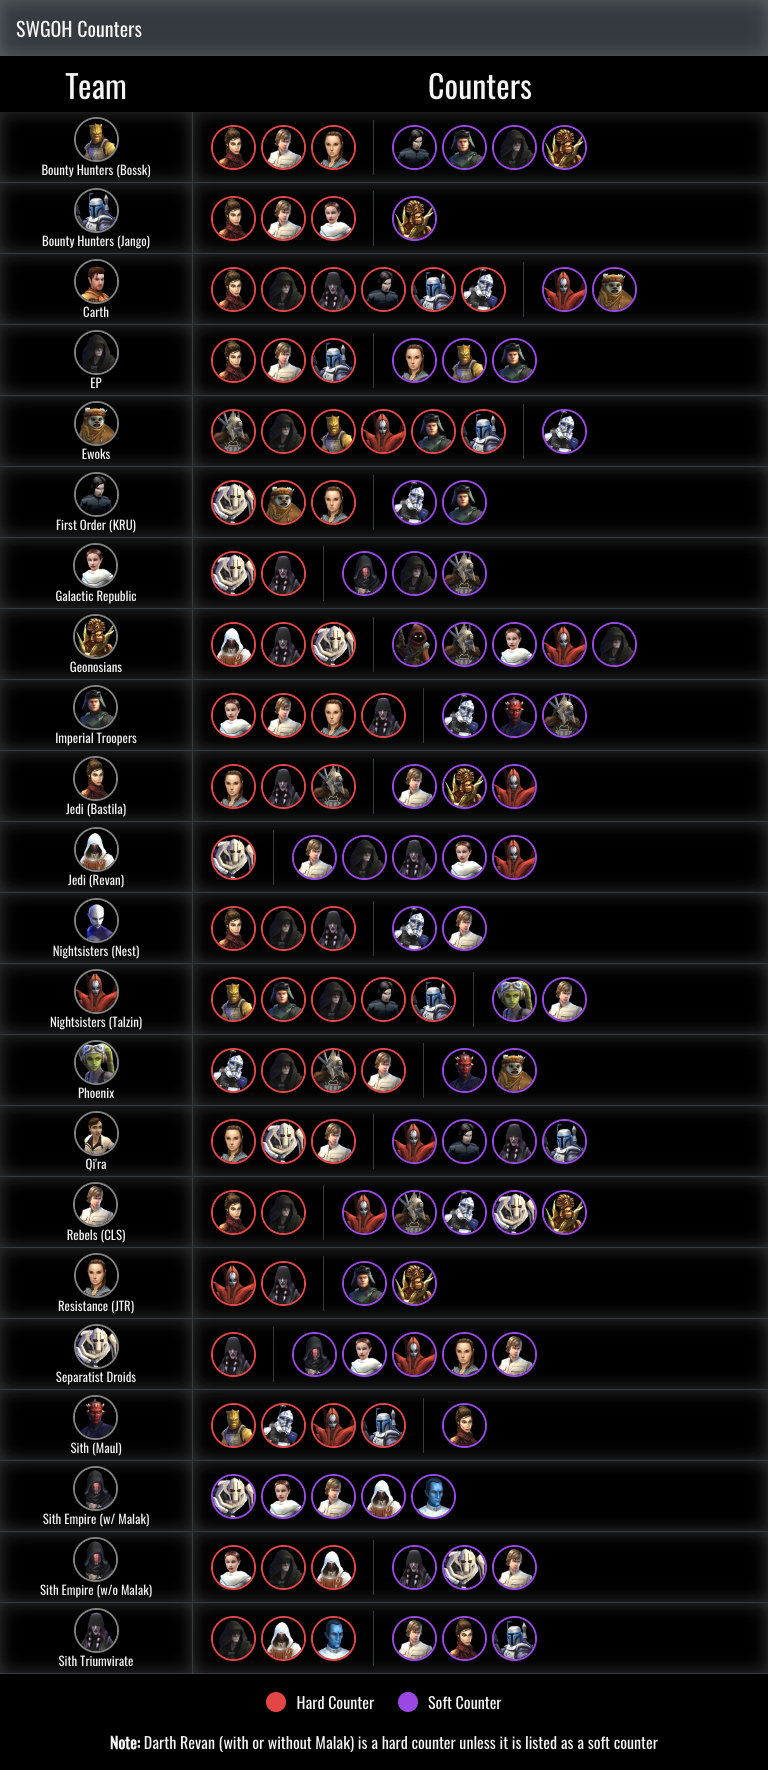 SWGOH Counters
Team
Counters
Bounty Hunters (Bossk)
Bounty Hunters (Jango)
Carth
EP
Ewoks
First Order (KRU)
Galactic Republic
Geonosians
Imperial Troopers
Jedi (Bastila)
Jedi (Revan)
Nightsisters (Nest)
Nightsisters (Talzin)
Phoenix
Qi'ra
Rebels (CLS)
Resistance (JTR)
Separatist Droids
Sith (Maul)
Sith Empire (w/ Malak)
Sith Empire (w/o Malak)
Sith Triumvirate
Hard Counter
Soft Counter
Note: Darth Revan (with or without Malak) is a hard counter unless it is listed as a soft counter